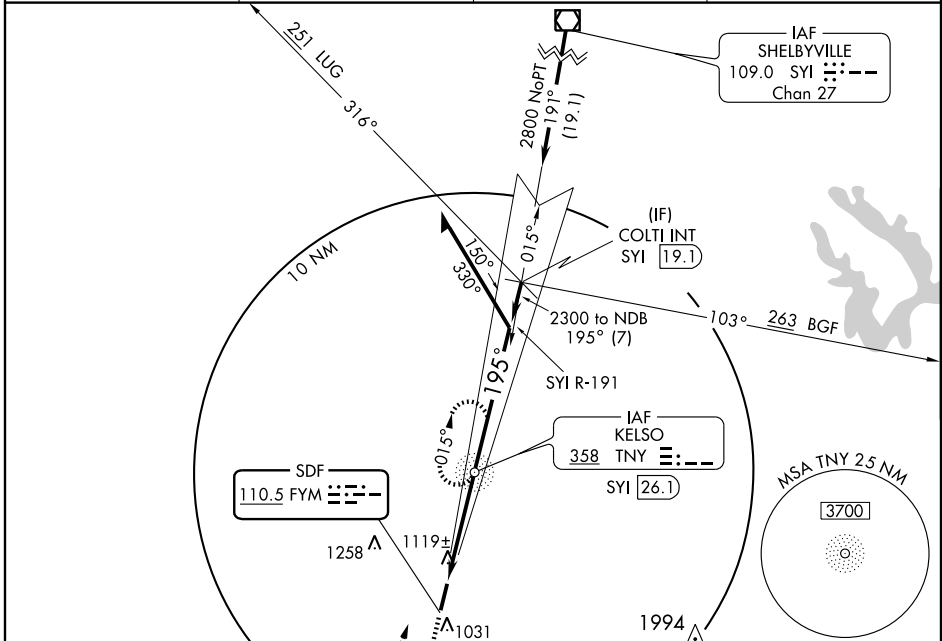 IAF
SHELBYVILLE
109.0 SYI
Chan 27
251 LUG
316°
2800 NoPT
191°
(19.1)
10 NM
150°
330°
015°
(IF)
COLTI INT
SYI 19.1
2300 to NDB
195° (7)
103° 263 BGF
SYI R-191
195°
015°
IAF
KELSO
358 TNY
SYI 26.1
MSA TNY 25 NM
3700
SDF
110.5 FYM
1258
1119±
1031
1994